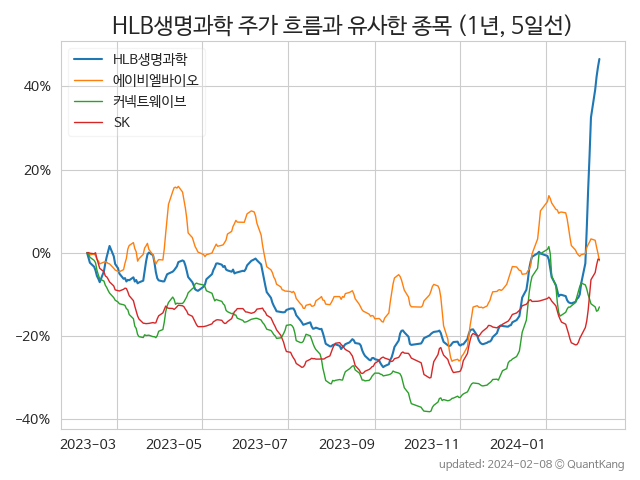 HLB생명과학 주가 흐름과 유사한 종목 (1년, 5일선)
HLB생명과학
에이비엘바이오
커넥트웨이브
SK
40%
20%
0%
−20%
−40%
2023-03 2023-05 2023-07 2023-09 2023-11 2024-01
updated: 2024-02-08 © QuantKang